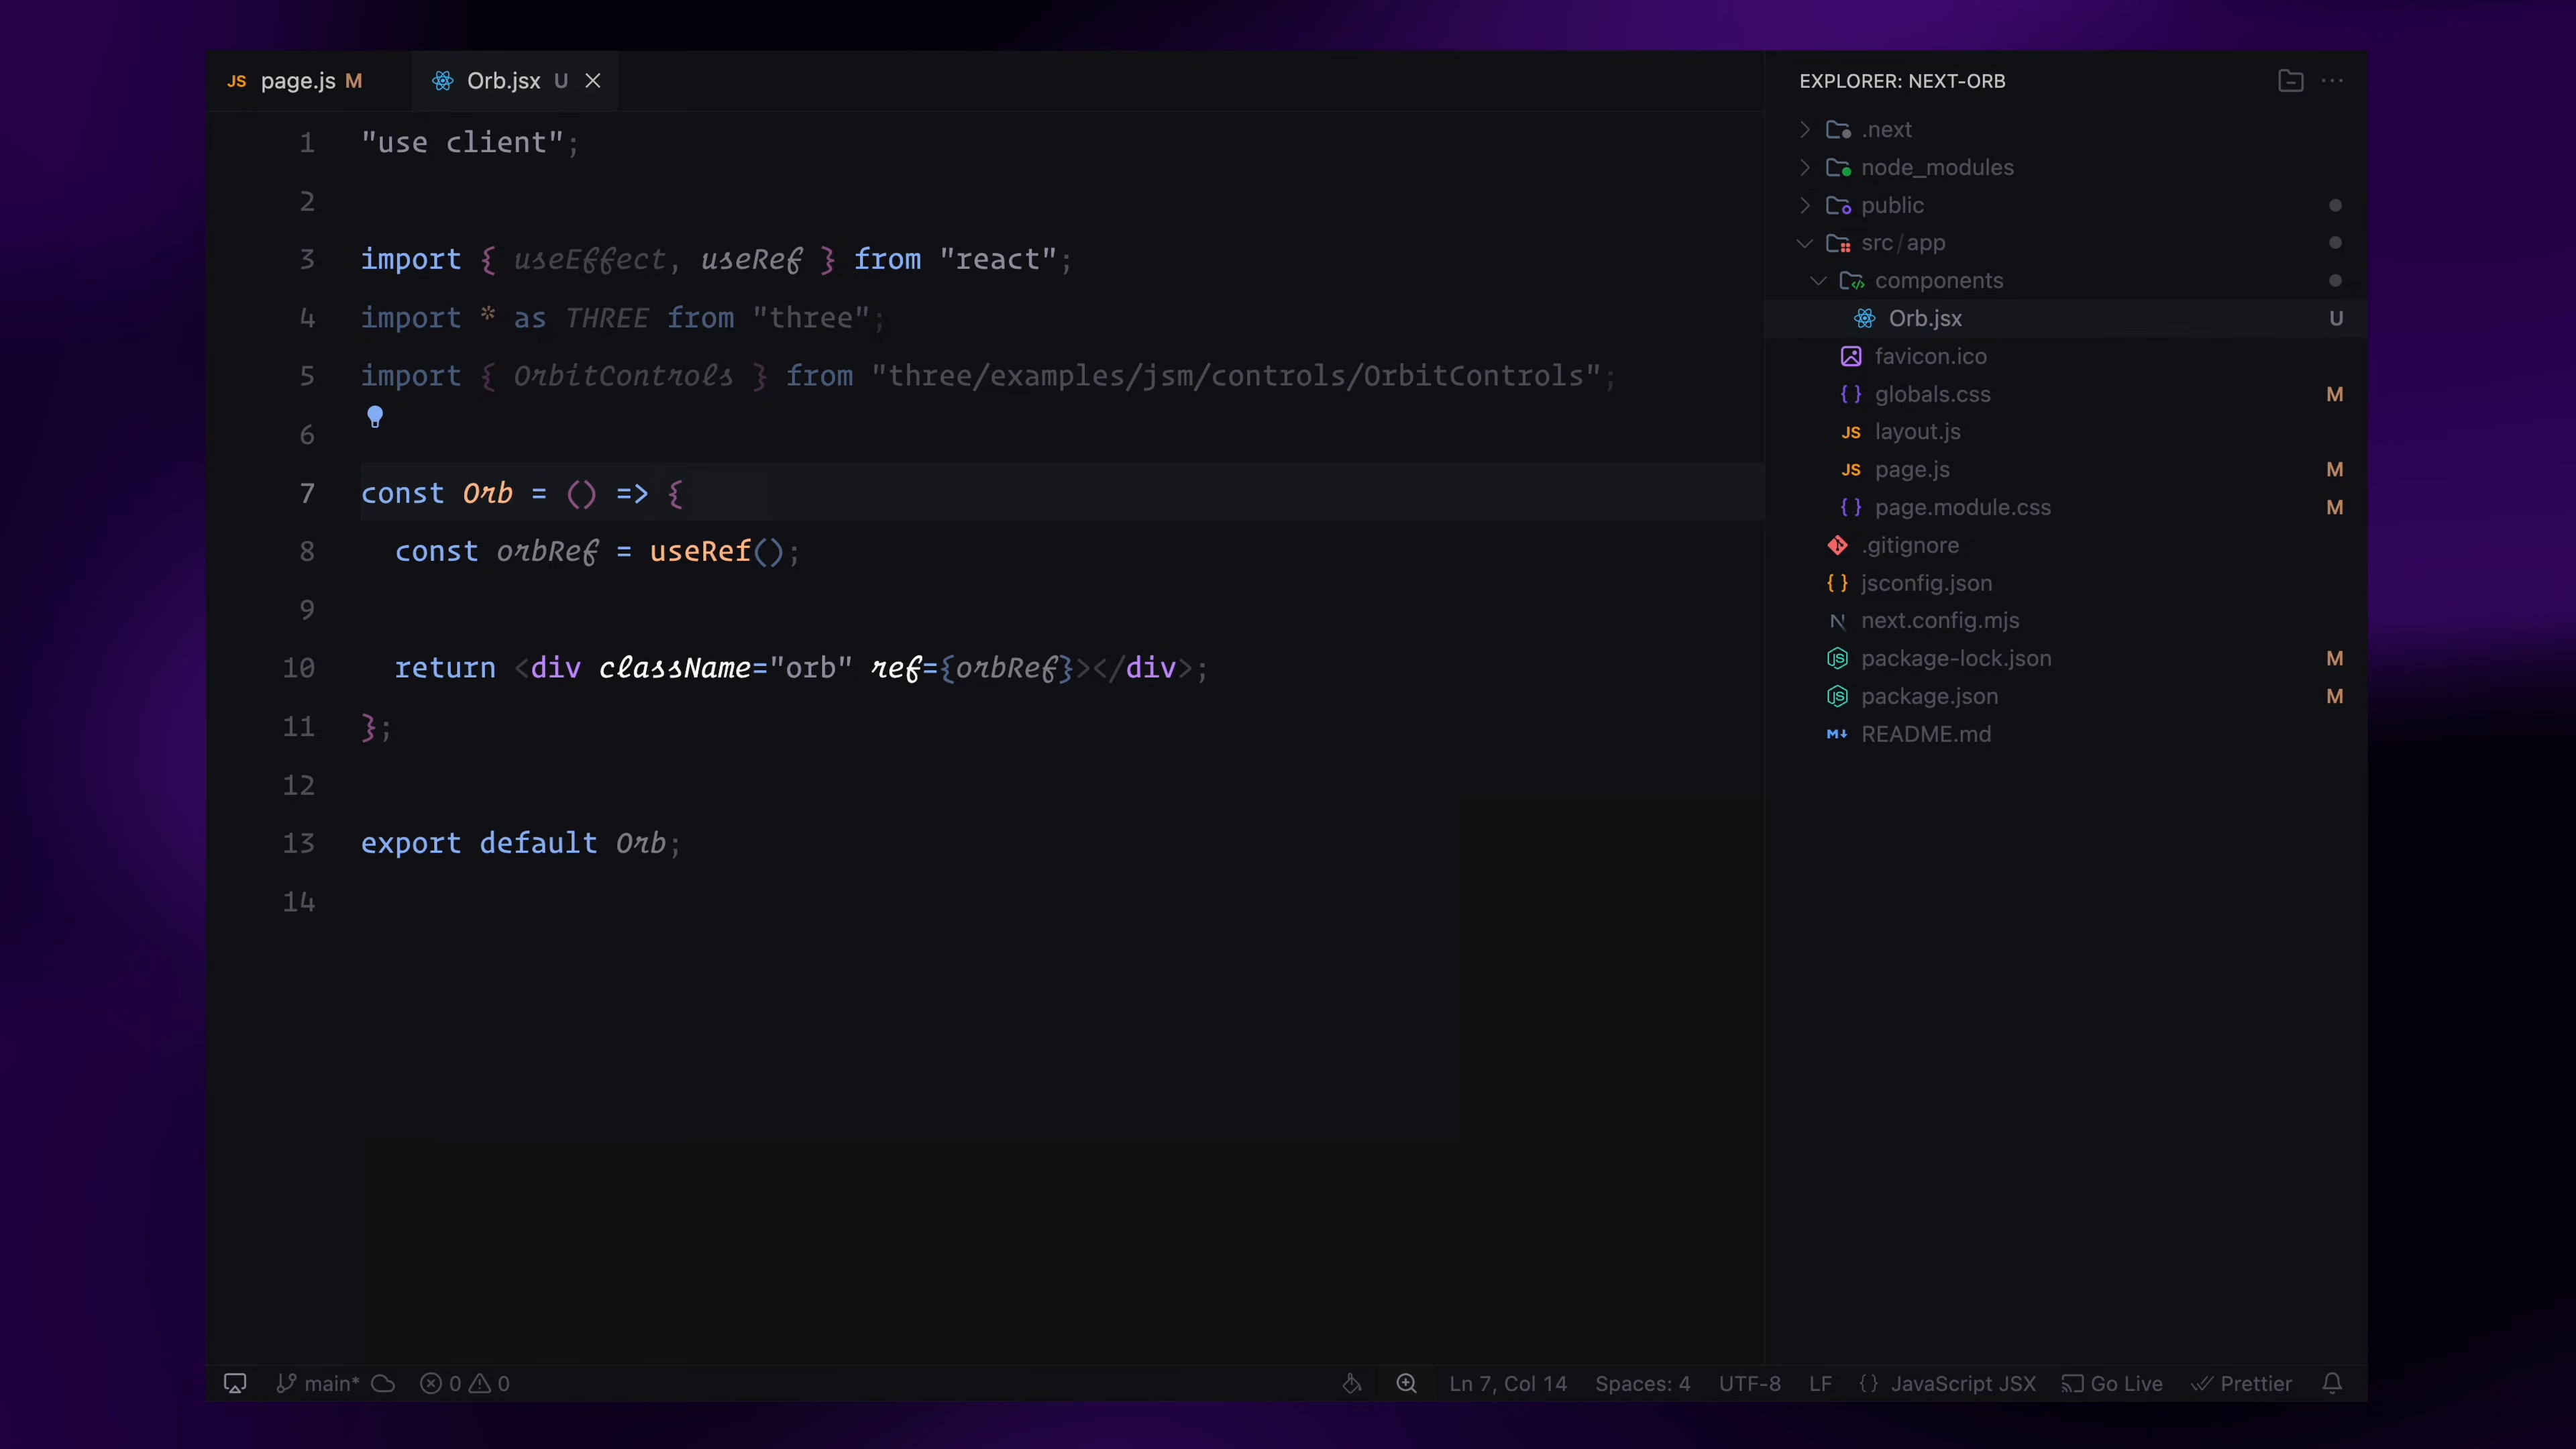 JS page.js M Orb.jsx U
1 "use client";
2
3 import { useEffect, useRef } from "react";
4 import * as THREE from "three";
5 import { OrbitControls } from "three/examples/jsm/controls/OrbitControls";
6
7 const Orb = () => {
8 const orbRef = useRef();
9
10 return <div className="orb" ref={orbRef}></div>;
11 };
12
13 export default Orb;
14
EXPLORER: NEXT-ORB
.next
node_modules
public
src/app
components
Orb.jsx U
favicon.ico
{ } globals.css M
JS layout.js
JS page.js M
{ } page.module.css M
.gitignore
{ } jsconfig.json
N next.config.mjs
JS package-lock.json M
JS package.json M
M↓ README.md
main* 0 0 Ln 7, Col 14 Spaces: 4 UTF-8 LF {} JavaScript JSX Go Live Prettier